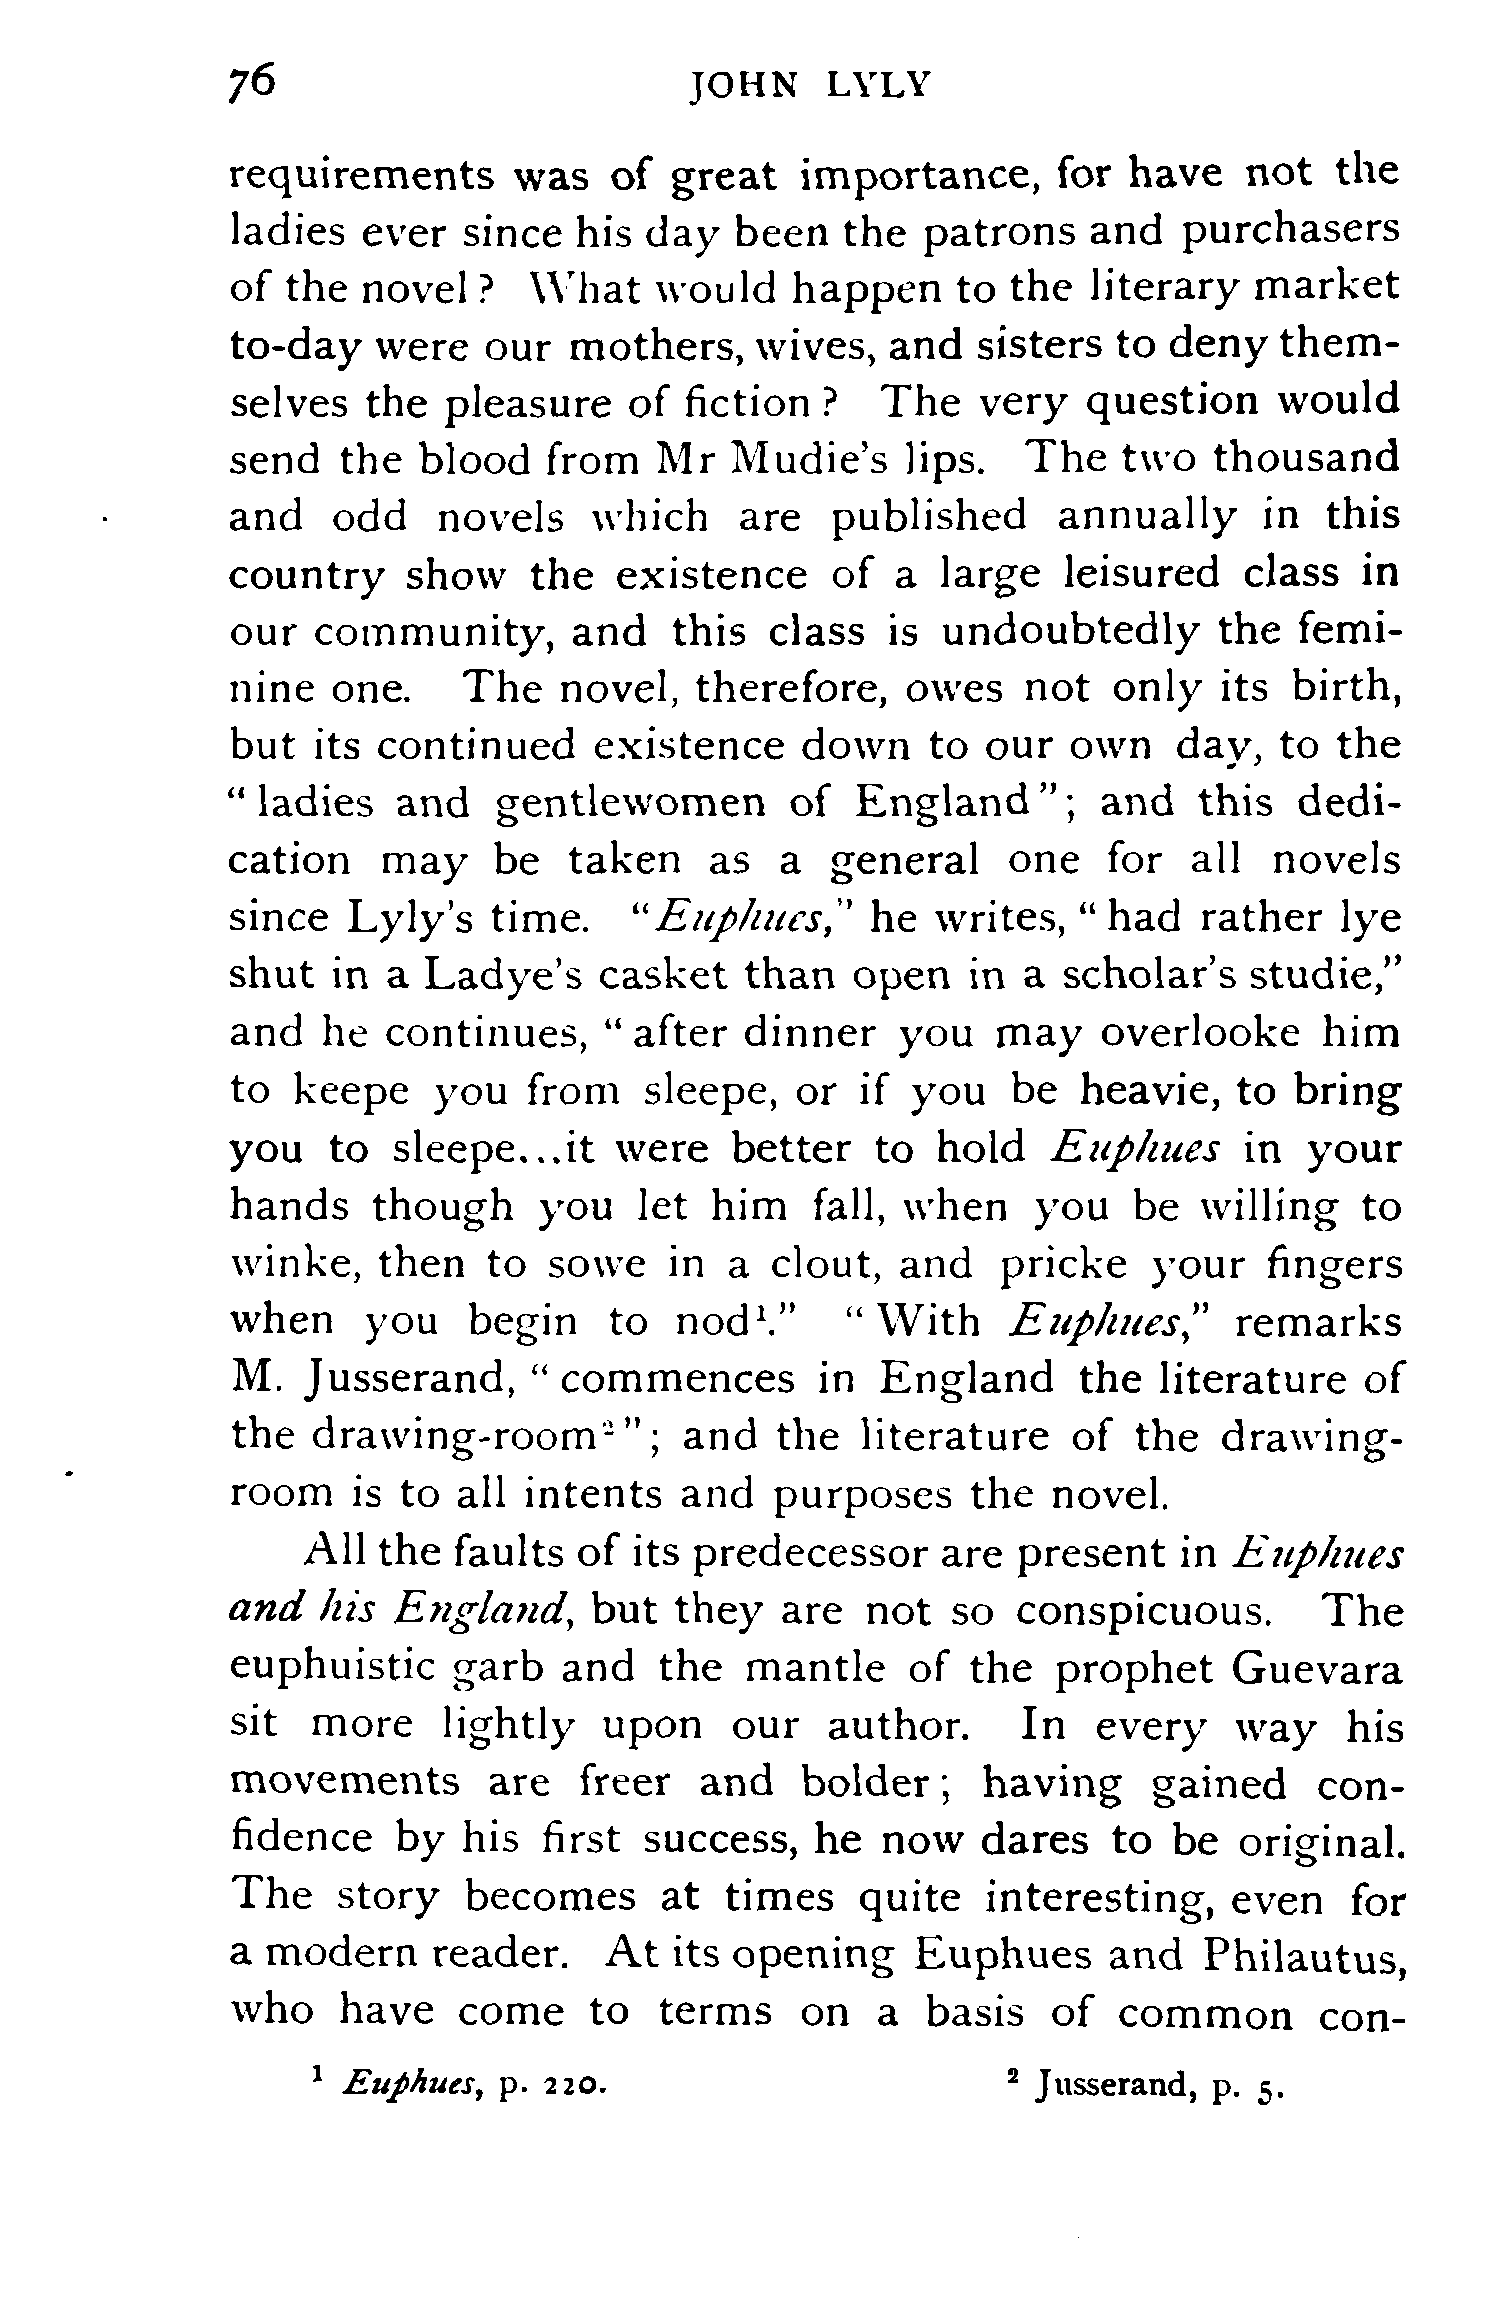 76 JOHN LYLY
requirements was of great importance, for have not the
ladies ever since his day been the patrons and purchasers
of the novel? What would happen to the literary market
to-day were our mothers, wives, and sisters to deny them-
selves the pleasure of fiction? The very question would
send the blood from Mr Mudie's lips. The two thousand
and odd novels which are published annually in this
country show the existence of a large leisured class in
our community, and this class is undoubtedly the femi-
nine one. The novel, therefore, owes not only its birth,
but its continued existence down to our own day, to the
"ladies and gentlewomen of England"; and this dedi-
cation may be taken as a general one for all novels
since Lyly's time. "Euphues," he writes, "had rather lye
shut in a Ladye's casket than open in a scholar's studie,"
and he continues, "after dinner you may overlooke him
to keepe you from sleepe, or if you be heavie, to bring
you to sleepe...it were better to hold Euphues in your
hands though you let him fall, when you be willing to
winke, then to sowe in a clout, and pricke your fingers
when you begin to nod¹." "With Euphues," remarks
M. Jusserand, "commences in England the literature of
the drawing-room²"; and the literature of the drawing-
room is to all intents and purposes the novel.
All the faults of its predecessor are present in Euphues
and his England, but they are not so conspicuous. The
euphuistic garb and the mantle of the prophet Guevara
sit more lightly upon our author. In every way his
movements are freer and bolder; having gained con-
fidence by his first success, he now dares to be original.
The story becomes at times quite interesting, even for
a modern reader. At its opening Euphues and Philautus,
who have come to terms on a basis of common con-
¹ Euphues, p. 220. ² Jusserand, p. 5.